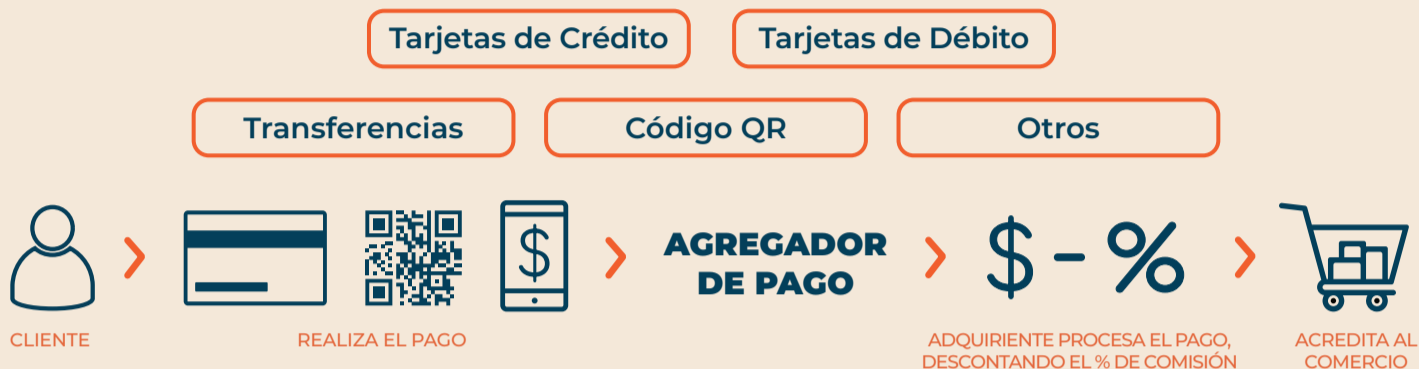 Tarjetas de Crédito
Tarjetas de Débito
Transferencias
Código QR
Otros
$
AGREGADOR
DE PAGO
$ - %
CLIENTE
REALIZA EL PAGO
ADQUIRIENTE PROCESA EL PAGO,
DESCONTANDO EL % DE COMISIÓN
ACREDITA AL
COMERCIO